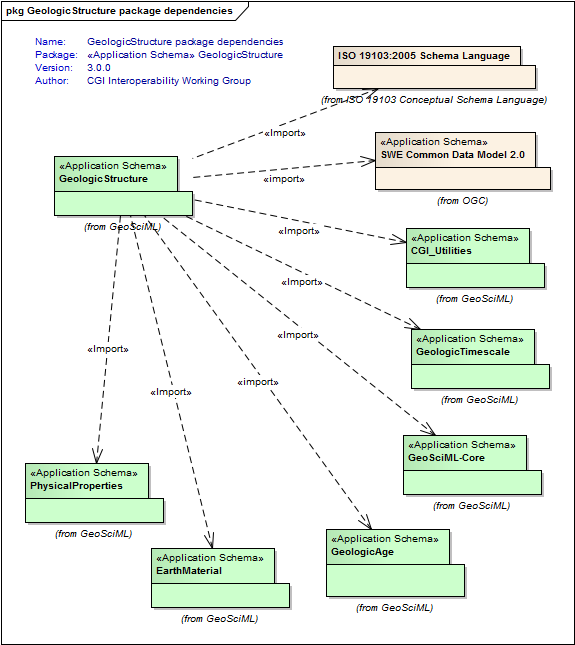 pkg GeologicStructure package dependencies
Name: GeologicStructure package dependencies
Package: «Application Schema» GeologicStructure
Version: 3.0.0
Author: CGI Interoperability Working Group
ISO 19103:2005 Schema Language
(from ISO 19103 Conceptual Schema Language)
«Import»
«Application Schema»
SWE Common Data Model 2.0
(from OGC)
«import»
«Application Schema»
GeologicStructure
(from GeoSciML)
«Import»
«Application Schema»
CGI_Utilities
(from GeoSciML)
«Import»
«Application Schema»
GeologicTimescale
(from GeoSciML)
«Import»
«Application Schema»
GeoSciML-Core
(from GeoSciML)
«Import»
«Application Schema»
PhysicalProperties
(from GeoSciML)
«Import»
«Application Schema»
EarthMaterial
(from GeoSciML)
«import»
«Application Schema»
GeologicAge
(from GeoSciML)